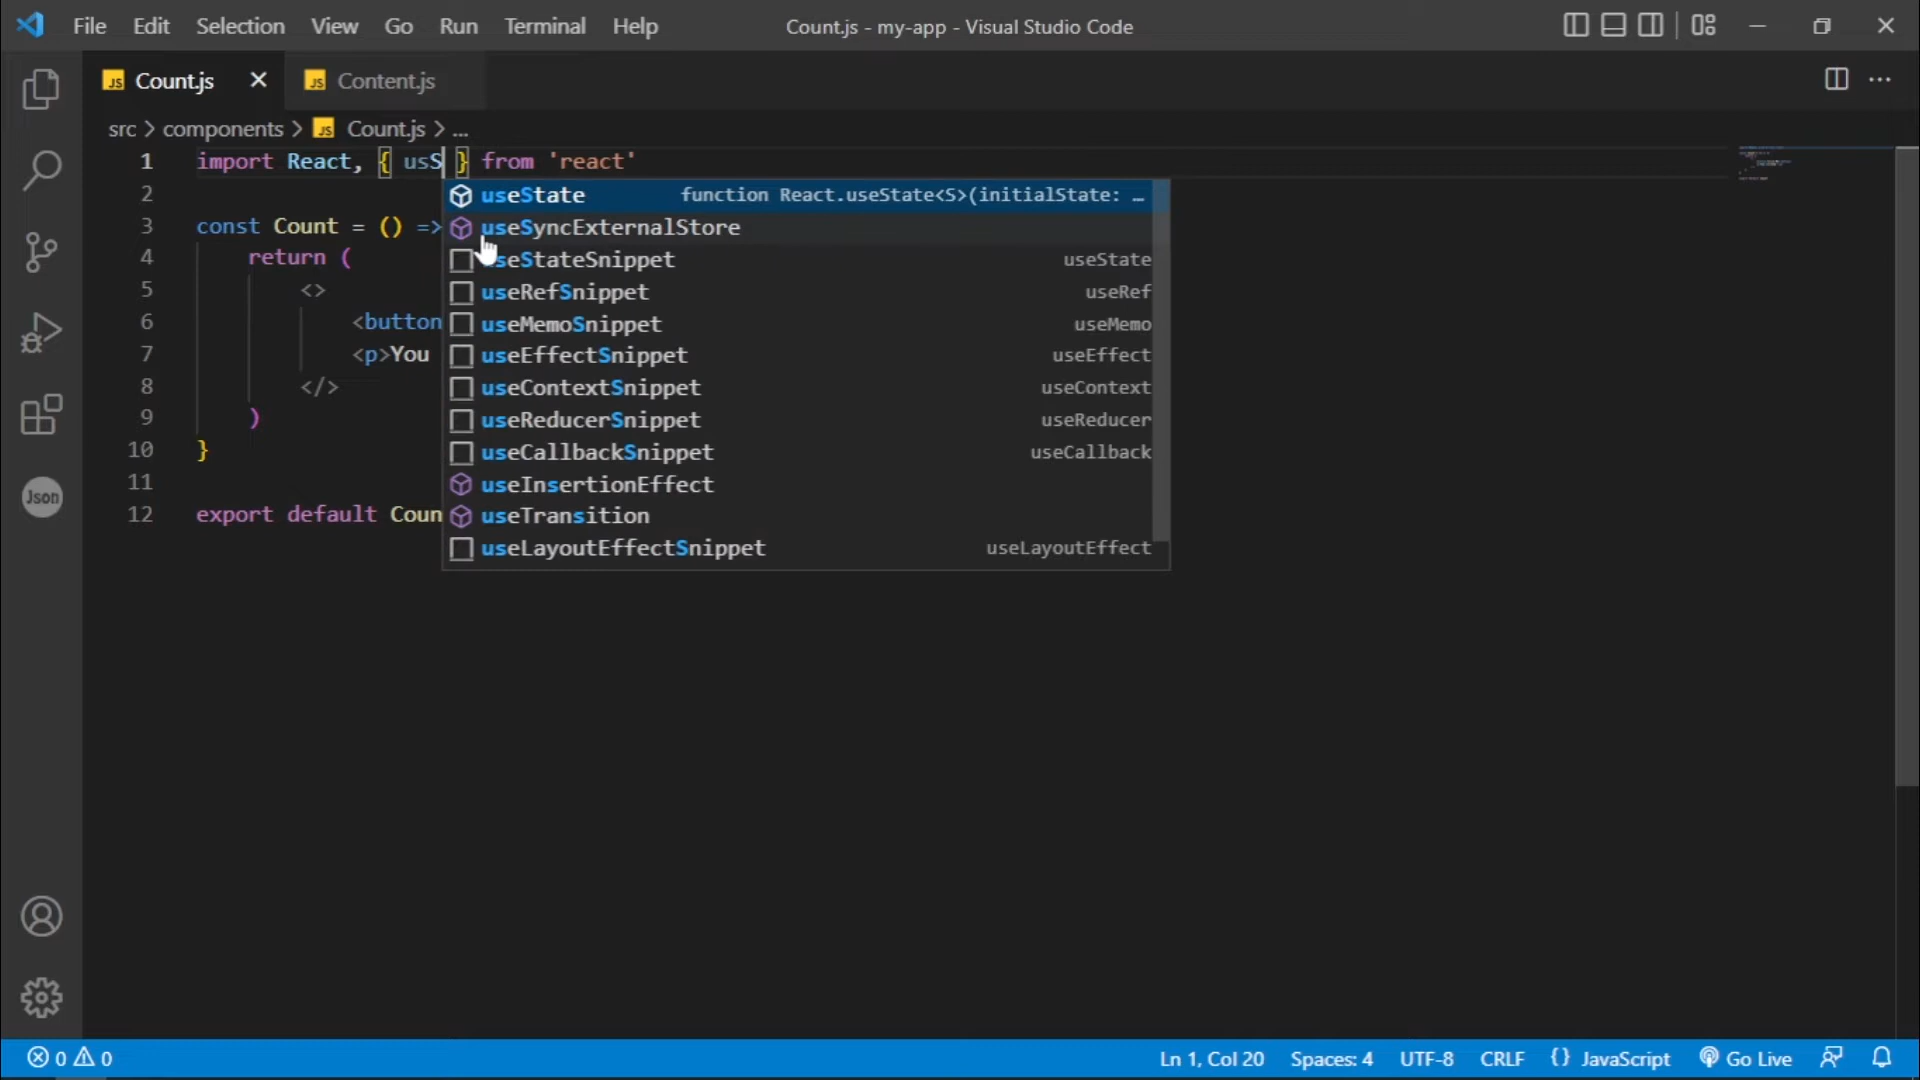 File Edit Selection View Go Run Terminal Help Count.js - my-app - Visual Studio Code
JS Count.js JS Content.js
src > components > JS Count.js > ...
1 import React, { usS } from 'react'
useState function React.useState<S>(initialState: …
2
useSyncExternalStore
3 const Count = () =>
4 return (
useStateSnippet useState
5 <>
useRefSnippet useRef
6 <button
useMemoSnippet useMemo
7 <p>You
useEffectSnippet useEffect
8 </>
useContextSnippet useContext
9 )
useReducerSnippet useReducer
10 }
useCallbackSnippet useCallback
11
useInsertionEffect
12 export default Coun
useTransition
useLayoutEffectSnippet useLayoutEffect
Json
0 0 Ln 1, Col 20 Spaces: 4 UTF-8 CRLF {} JavaScript Go Live